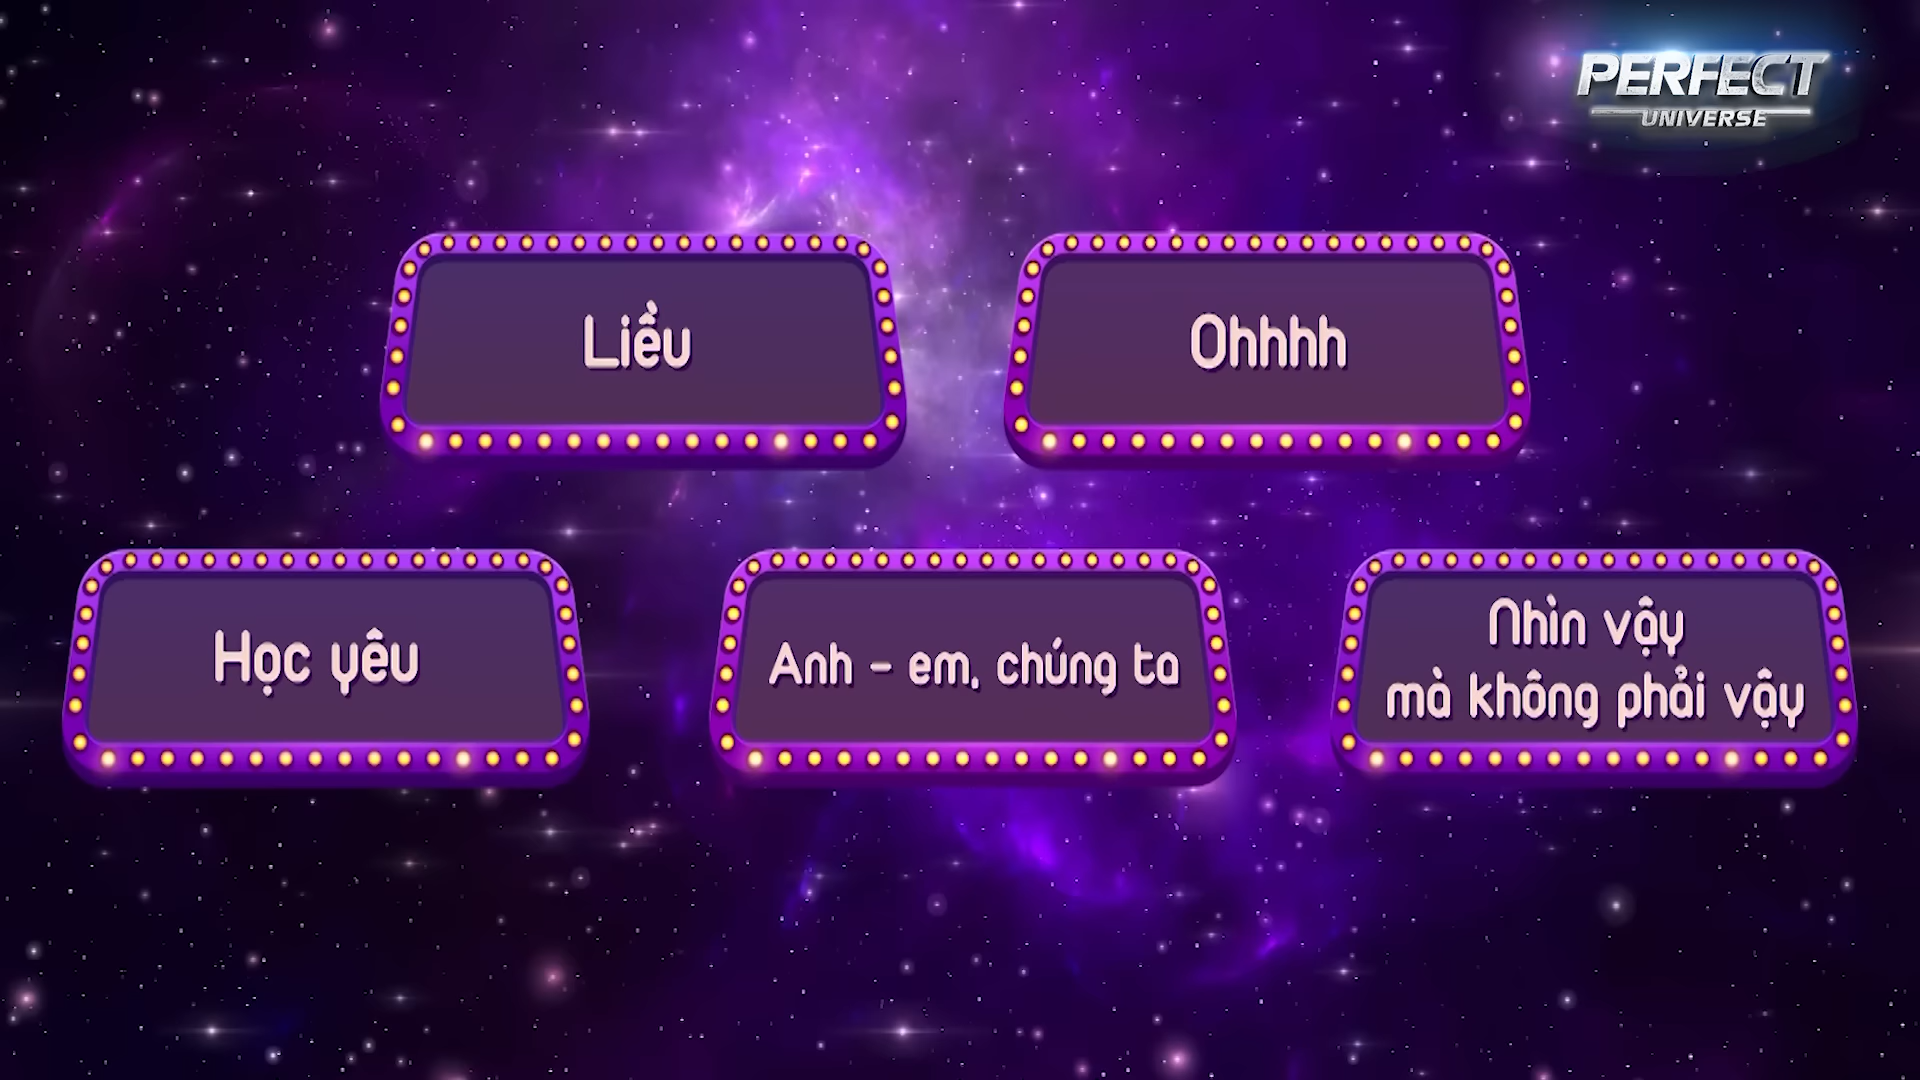 PERFECT
UNIVERSE
Liều
Ohhhh
Học yêu
Anh - em, chúng ta
Nhìn vậy
mà không phải vậy